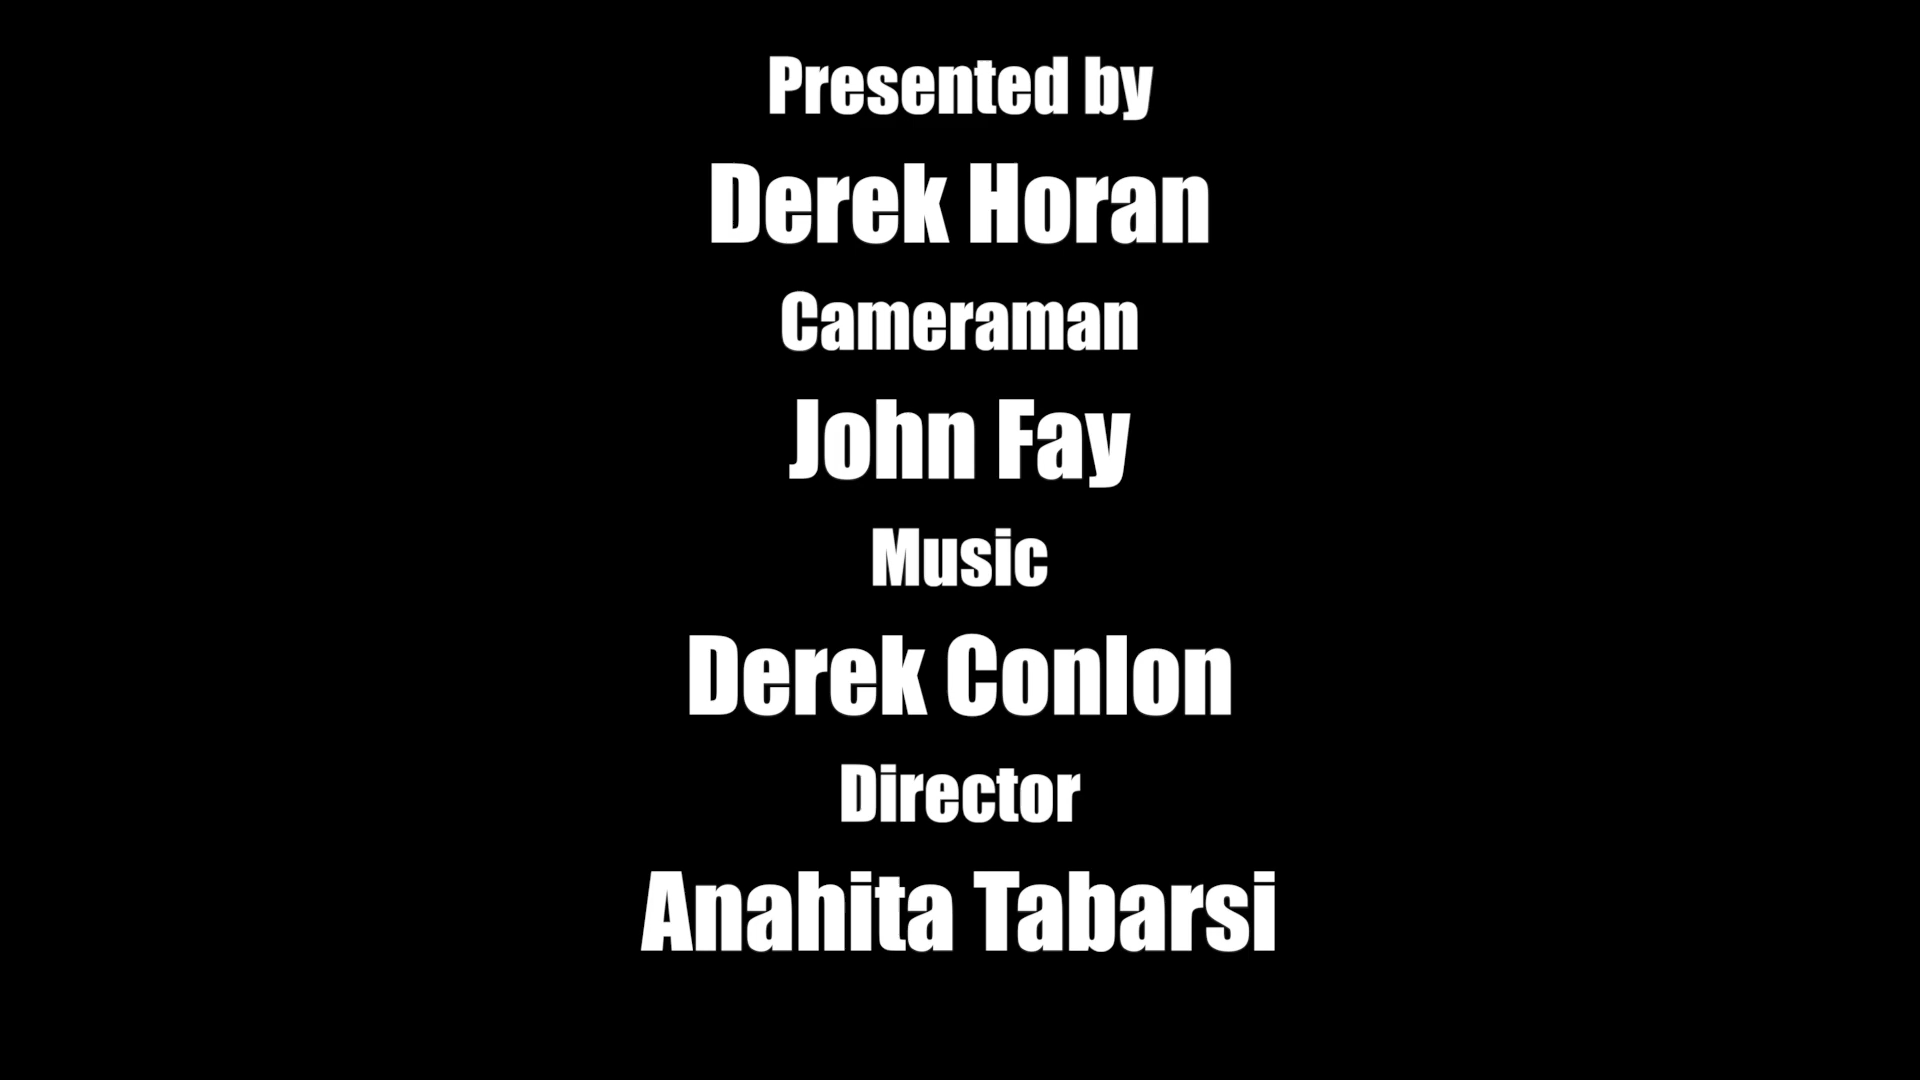 Presented by
Derek Horan
Cameraman
John Fay
Music
Derek Conlon
Director
Anahita Tabarsi